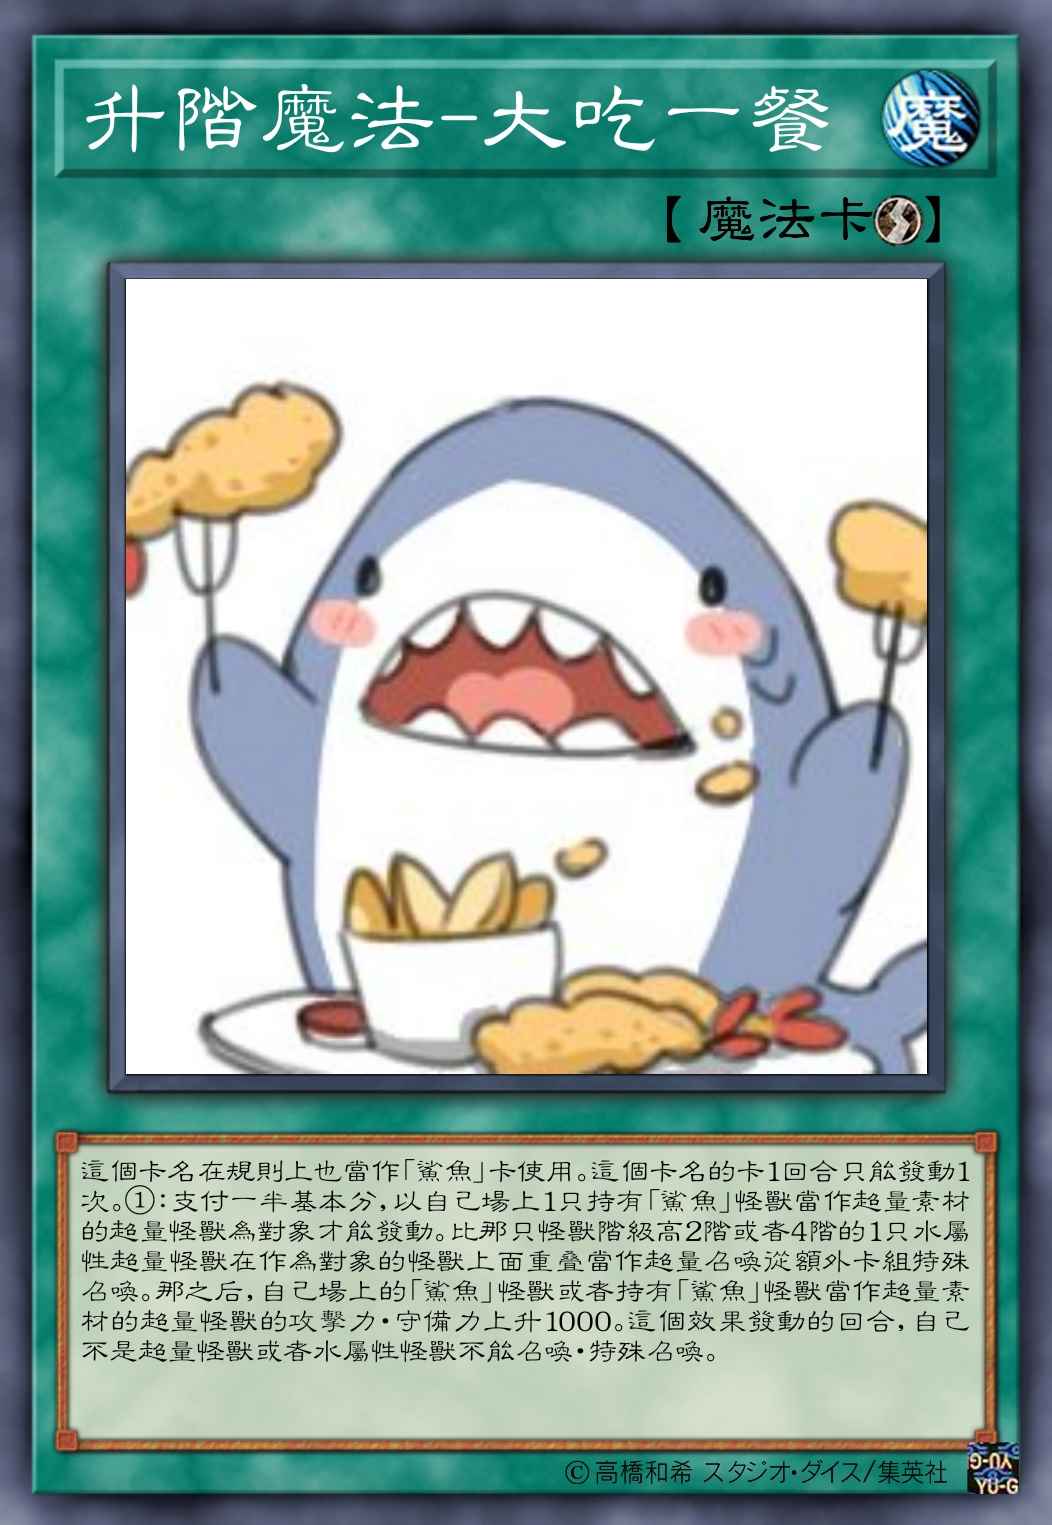 升階魔法-大吃一餐
魔
【魔法卡】
這個卡名在規則上也當作「鯊魚」卡使用。這個卡名的卡1回合只能發動1
次。①：支付一半基本分，以自己場上1只持有「鯊魚」怪獸當作超量素材
的超量怪獸為對象才能發動。比那只怪獸階級高2階或者4階的1只水屬
性超量怪獸在作為對象的怪獸上面重疊當作超量召喚從額外卡組特殊
召喚。那之后，自己場上的「鯊魚」怪獸或者持有「鯊魚」怪獸當作超量素
材的超量怪獸的攻擊力·守備力上升1000。這個效果發動的回合，自己
不是超量怪獸或者水屬性怪獸不能召喚·特殊召喚。
©高橋和希 スタジオ·ダイス/集英社
YU-G
YU-G